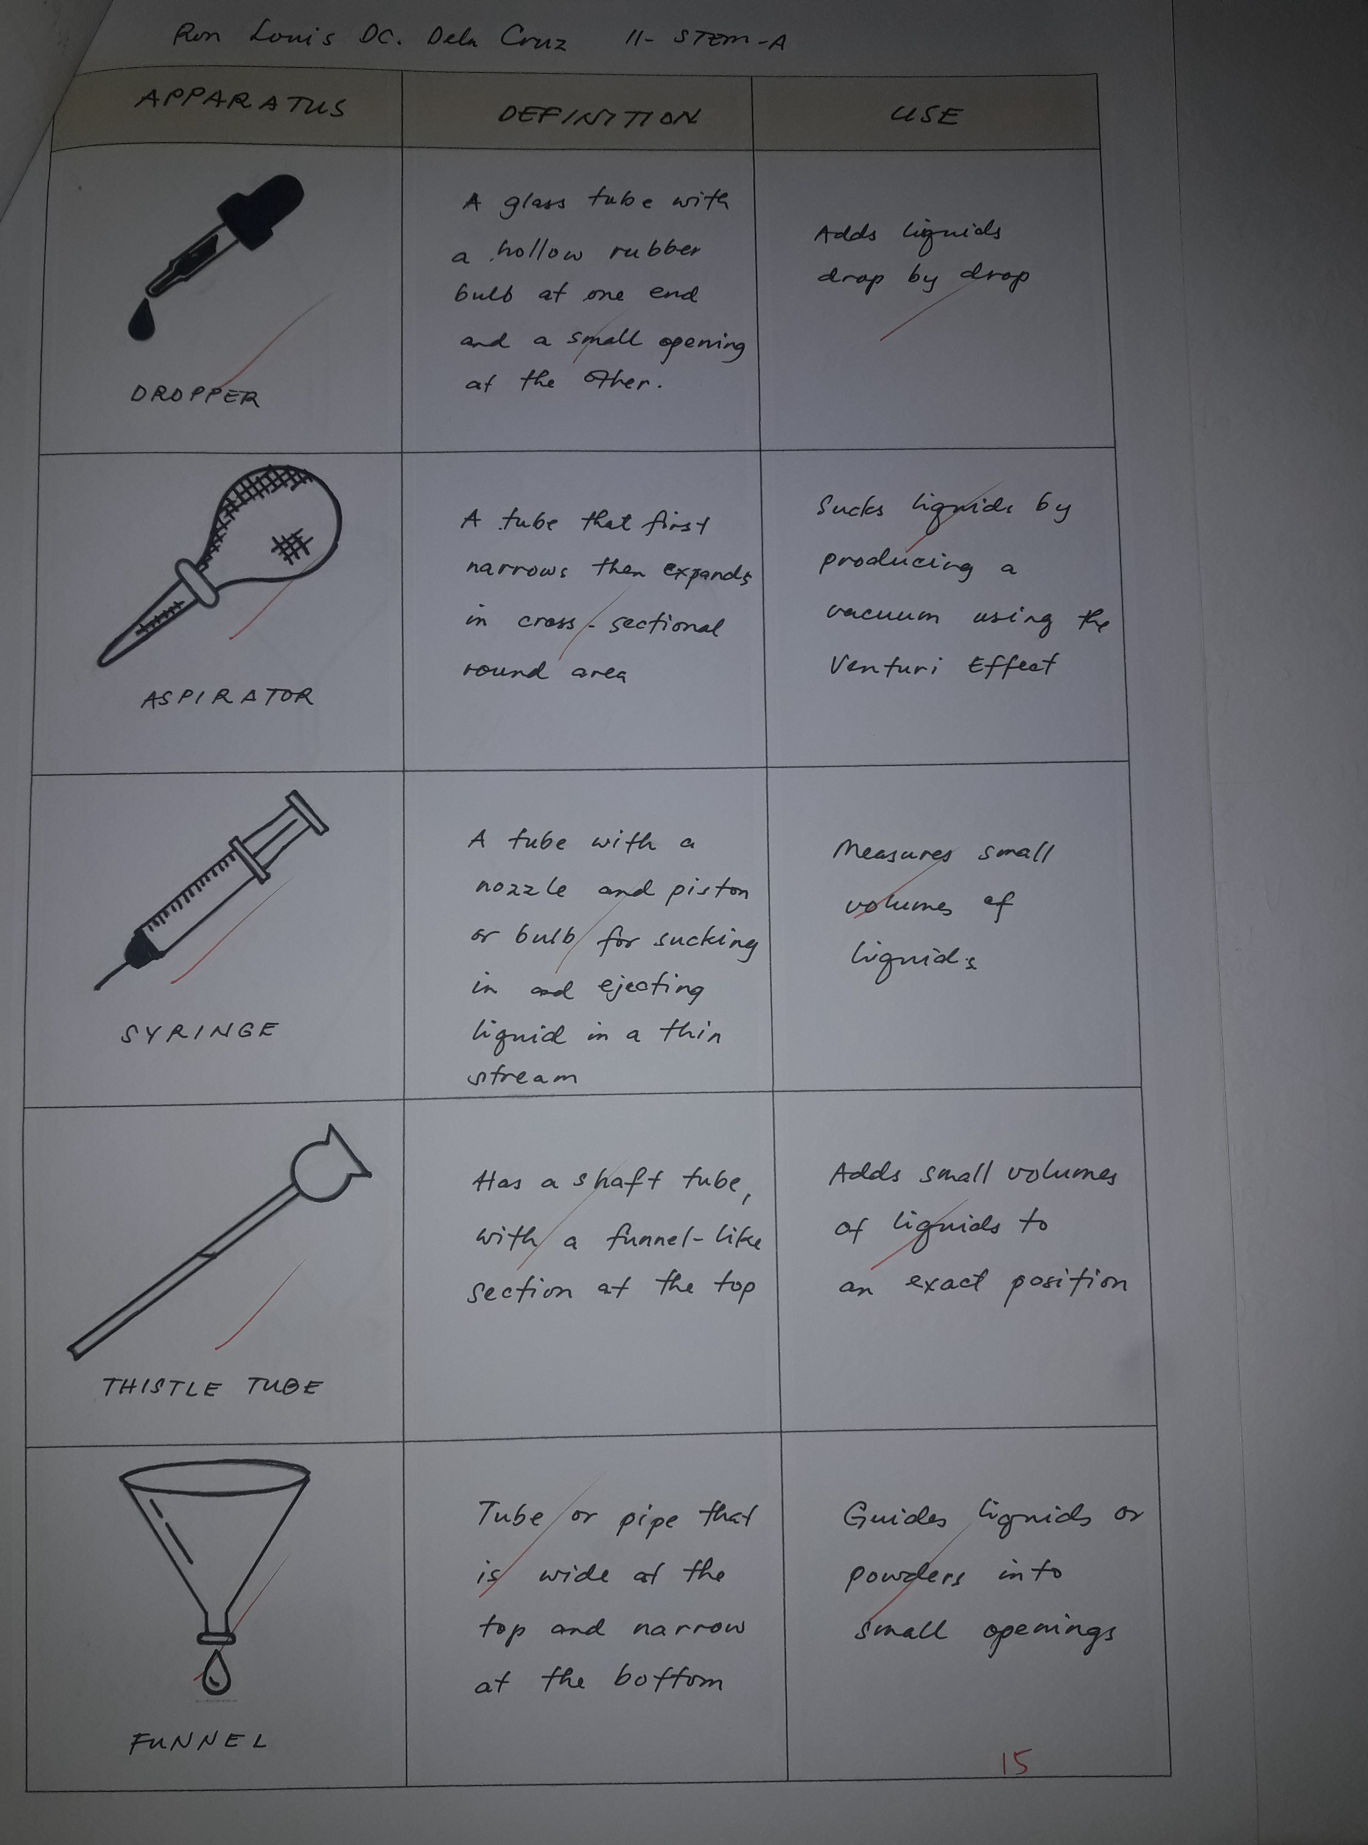 Ron Louis DC. Dela Cruz 11- STEM-A
APPARATUS
DEFINITION
USE
DROPPER
A glass tube with
a hollow rubber
bulb at one end
and a small opening
at the other.
Adds liquids
drop by drop
ASPIRATOR
A tube that first
narrows then expands
in cross-sectional
round area
Sucks liquids by
producing a
vacuum using the
Venturi Effect
SYRINGE
A tube with a
nozzle and piston
or bulb for sucking
in and ejecting
liquid in a thin
stream
Measures small
volumes of
liquids
THISTLE TUBE
Has a shaft tube,
with a funnel-like
section at the top
Adds small volumes
of liquids to
an exact position
FUNNEL
Tube or pipe that
is wide at the
top and narrow
at the bottom
Guides liquids or
powders into
small openings
15